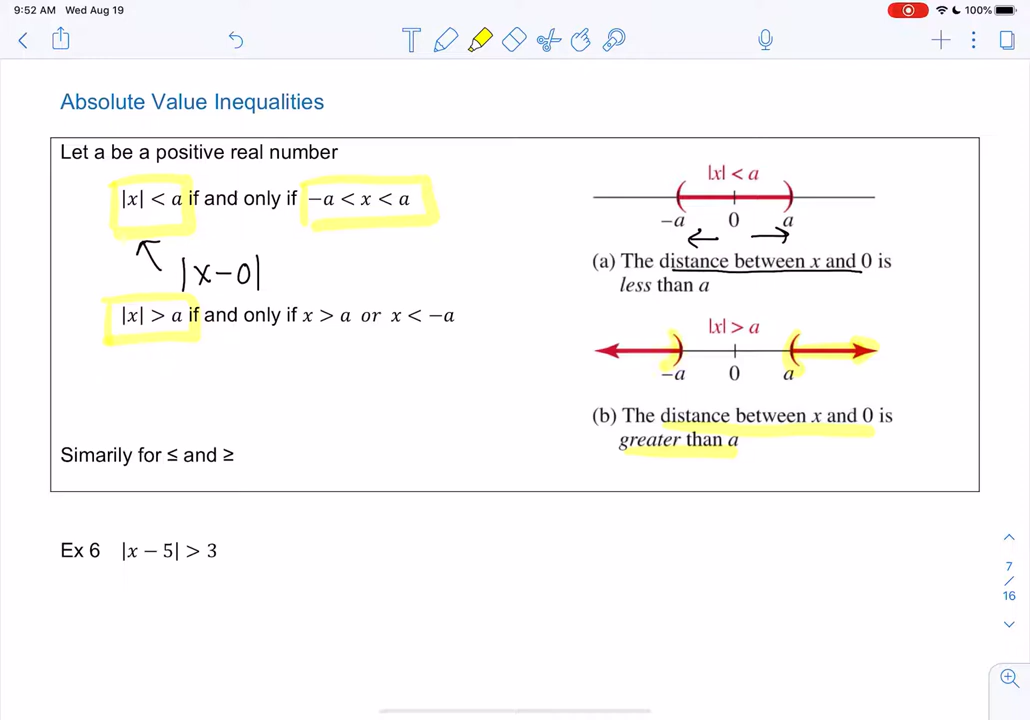 9:52 AM Wed Aug 19
100%
Absolute Value Inequalities
Let a be a positive real number
|x| < a if and only if −a < x < a
|x−0|
|x| > a if and only if x > a or x < −a
Simarily for ≤ and ≥
|x| < a
−a 0 a
(a) The distance between x and 0 is
less than a
|x| > a
−a 0 a
(b) The distance between x and 0 is
greater than a
Ex 6 |x − 5| > 3
7
/
16